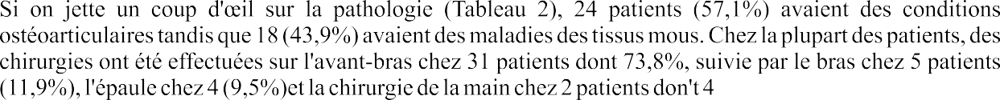 Si on jette un coup d'œil sur la pathologie (Tableau 2), 24 patients (57,1%) avaient des conditions
ostéoarticulaires tandis que 18 (43,9%) avaient des maladies des tissus mous. Chez la plupart des patients, des
chirurgies ont été effectuées sur l'avant-bras chez 31 patients dont 73,8%, suivie par le bras chez 5 patients
(11,9%), l'épaule chez 4 (9,5%)et la chirurgie de la main chez 2 patients don't 4